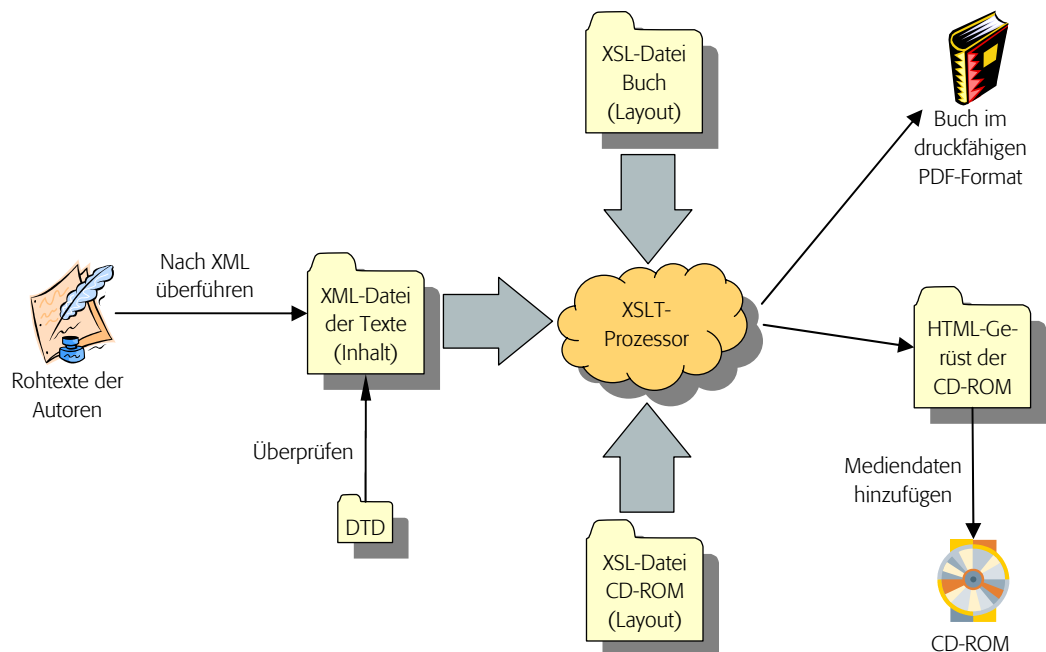 XSL-Datei
Buch
(Layout)
Buch im
druckfähigen
PDF-Format
Nach XML
überführen
Rohtexte der
Autoren
XML-Datei
der Texte
(Inhalt)
XSLT-
Prozessor
HTML-Ge-
rüst der
CD-ROM
Überprüfen
DTD
Mediendaten
hinzufügen
XSL-Datei
CD-ROM
(Layout)
CD-ROM